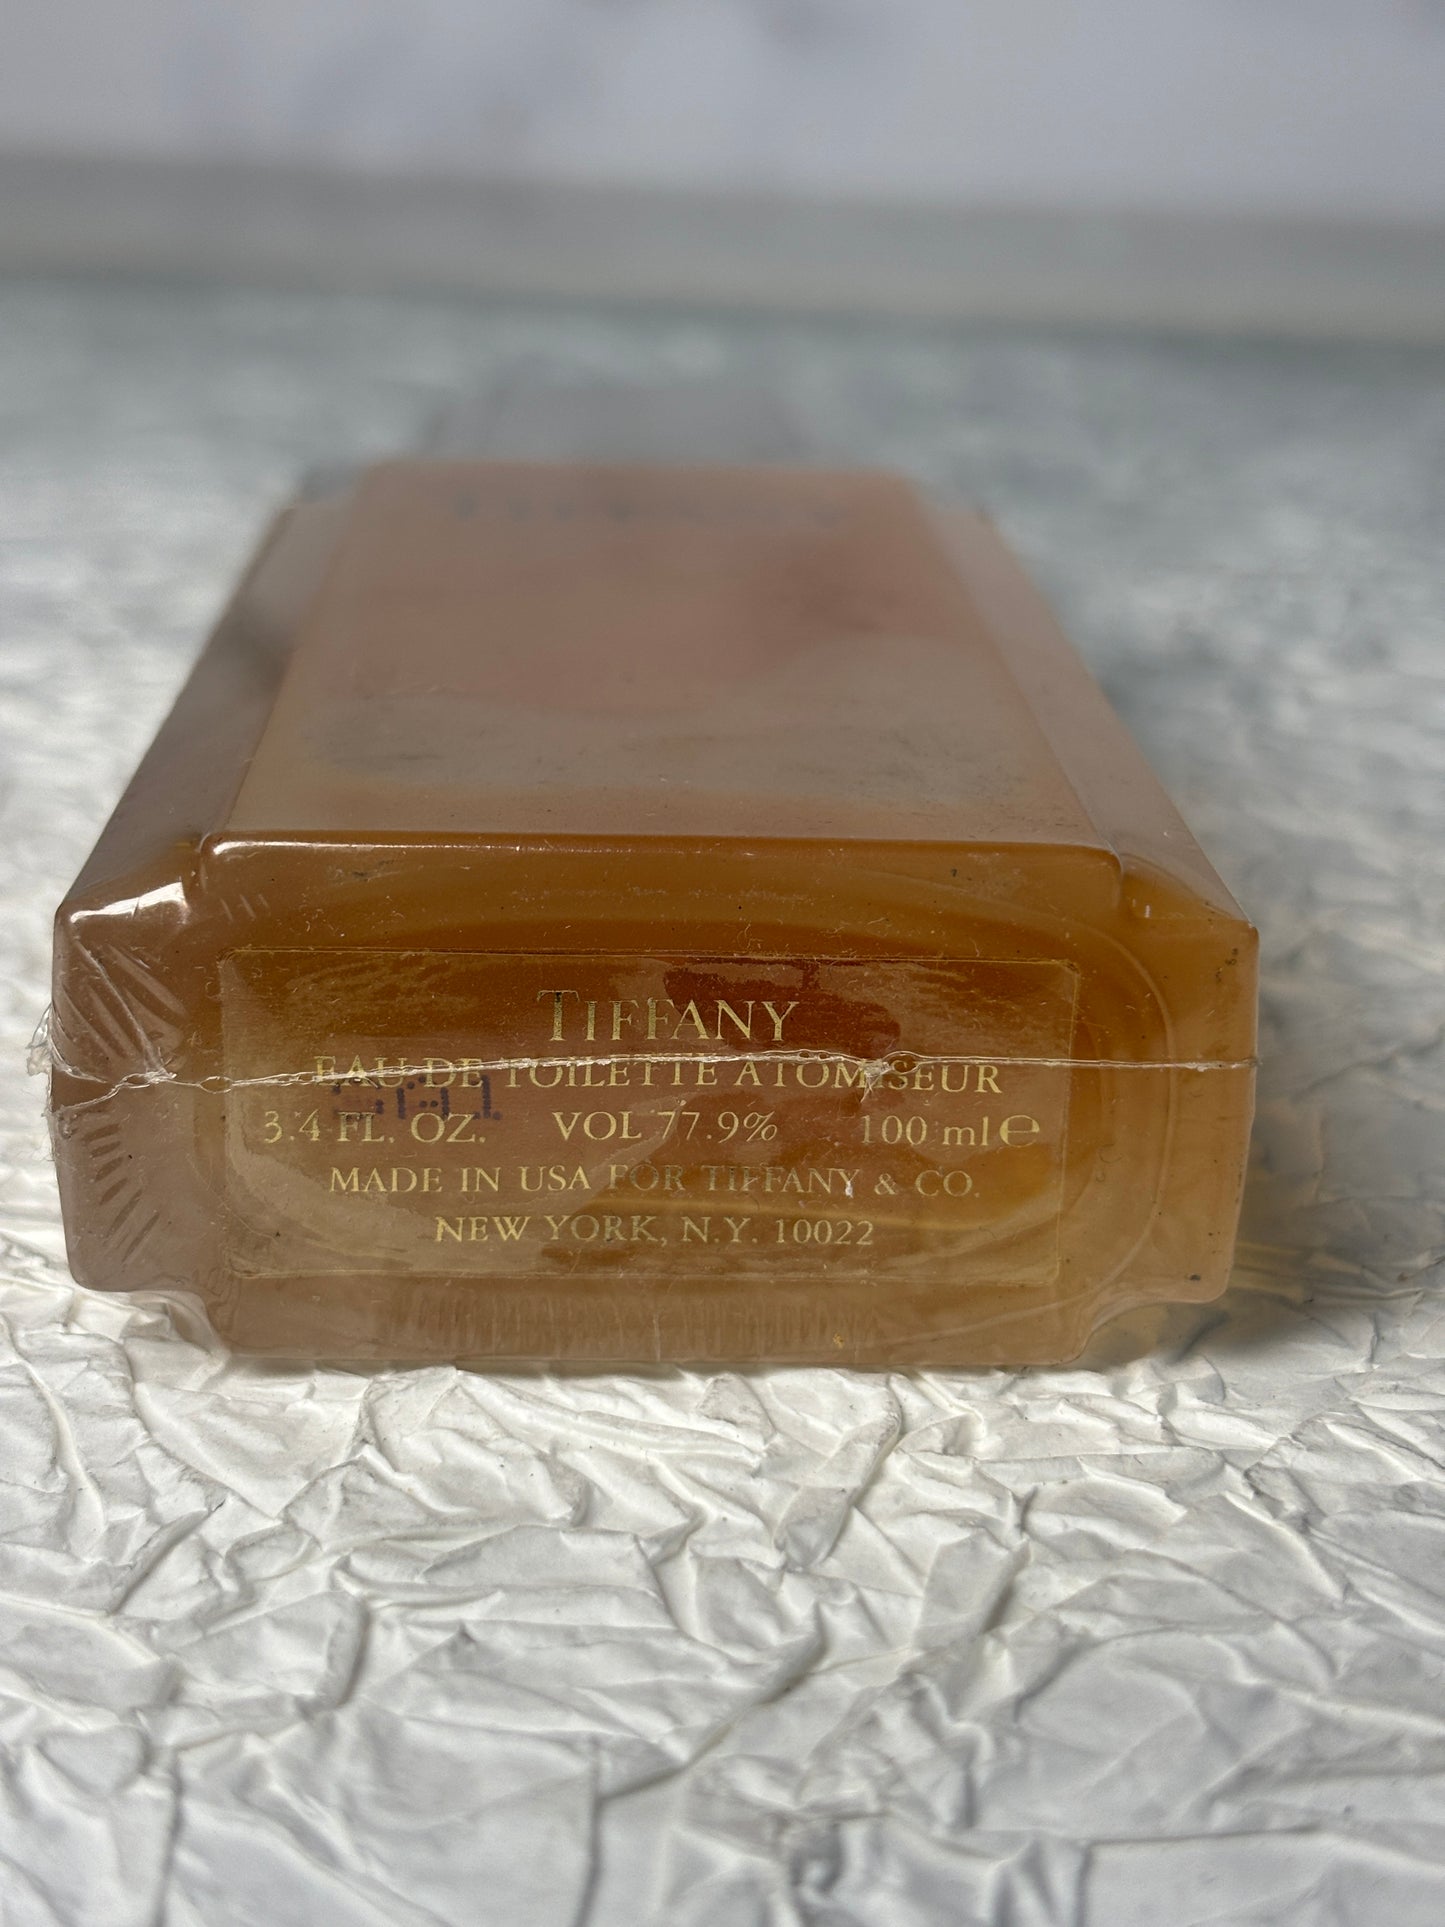 TIFFANY
TIFFANY
EAU DE TOILETTE ATOMISEUR
3.4 FL. OZ. VOL 77.9% 100 ml ℮
MADE IN USA FOR TIFFANY & CO.
NEW YORK, N.Y. 10022